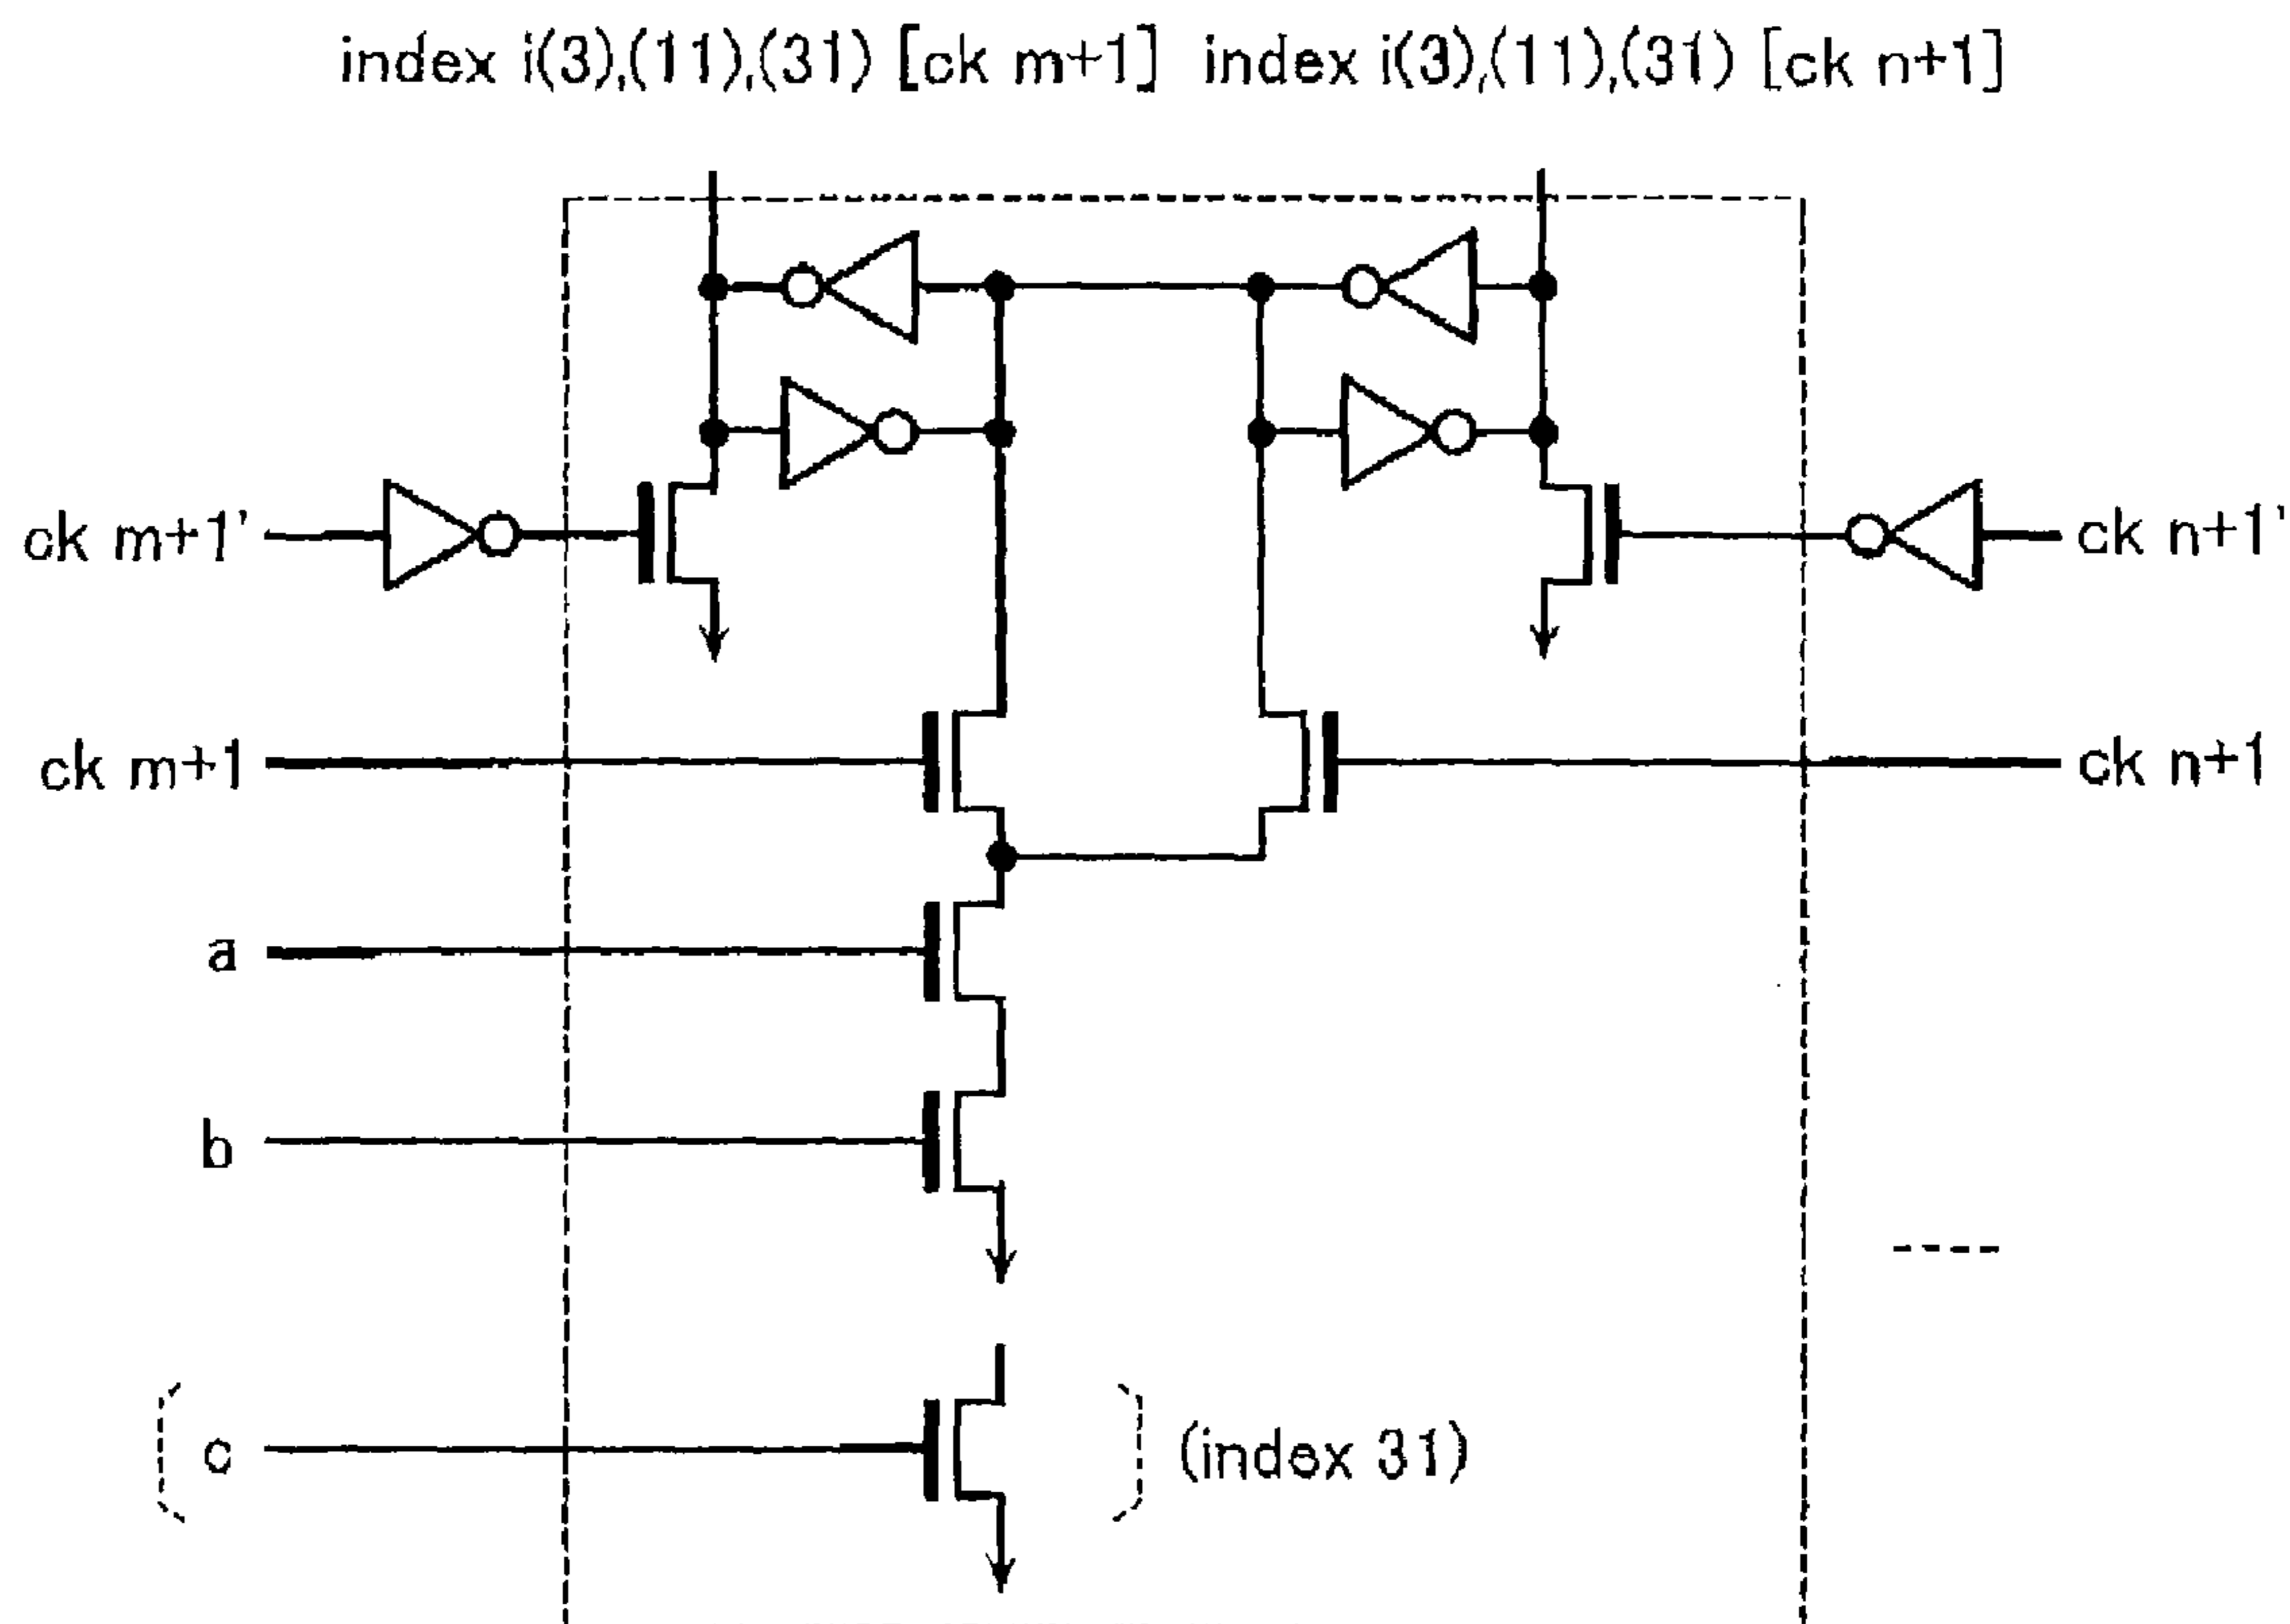 index i(3),(11),(31) [ck m+1] index i(3),(11),(31) [ck n+1]
ck m+1' ck n+1'
ck m+1 ck n+1
a
b
c (index 31)